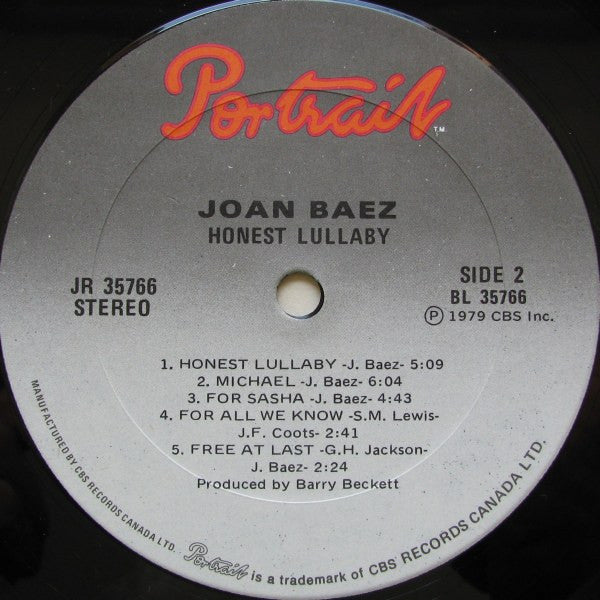 Portrait
TM
JOAN BAEZ
HONEST LULLABY
JR 35766
STEREO
SIDE 2
BL 35766
℗ 1979 CBS Inc.
1. HONEST LULLABY -J. Baez- 5:09
2. MICHAEL -J. Baez- 6:04
3. FOR SASHA -J. Baez- 4:43
4. FOR ALL WE KNOW -S.M. Lewis-
J.F. Coots- 2:41
5. FREE AT LAST -G.H. Jackson-
J. Baez- 2:24
Produced by Barry Beckett
MANUFACTURED BY CBS RECORDS CANADA LTD. Portrait is a trademark of CBS RECORDS CANADA LTD.